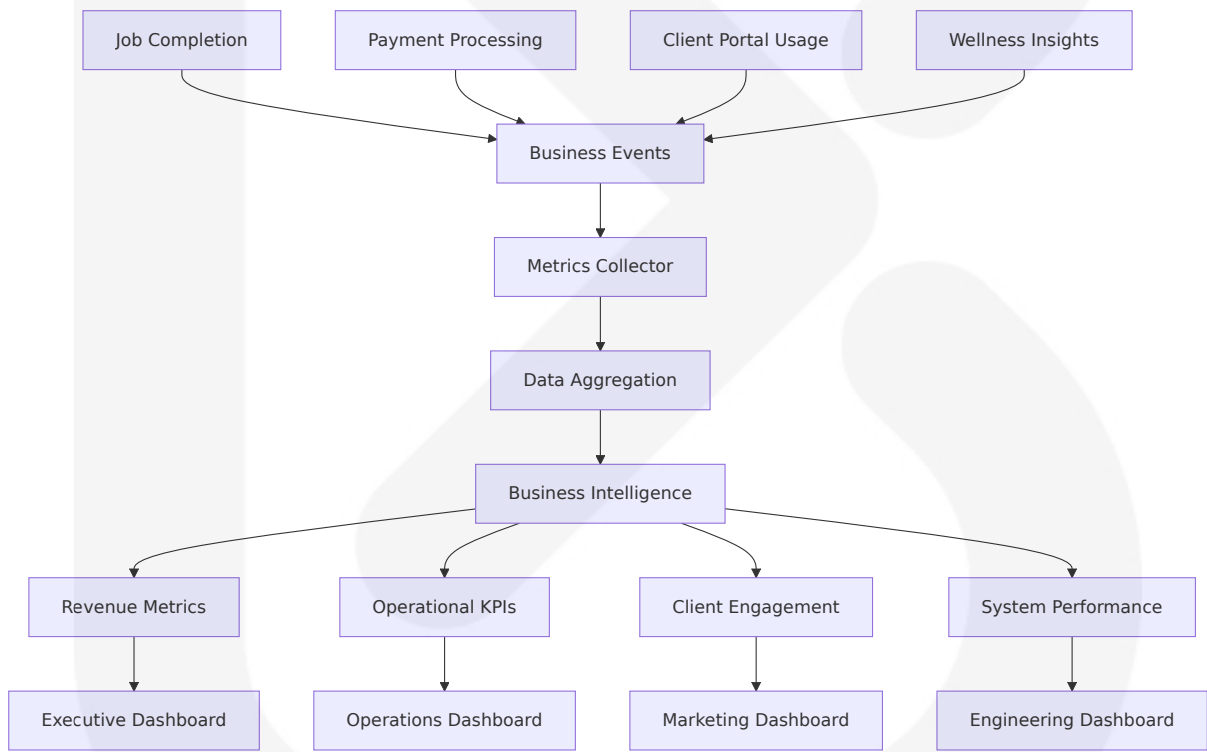 Job Completion
Payment Processing
Client Portal Usage
Wellness Insights
Business Events
Metrics Collector
Data Aggregation
Business Intelligence
Revenue Metrics
Operational KPIs
Client Engagement
System Performance
Executive Dashboard
Operations Dashboard
Marketing Dashboard
Engineering Dashboard